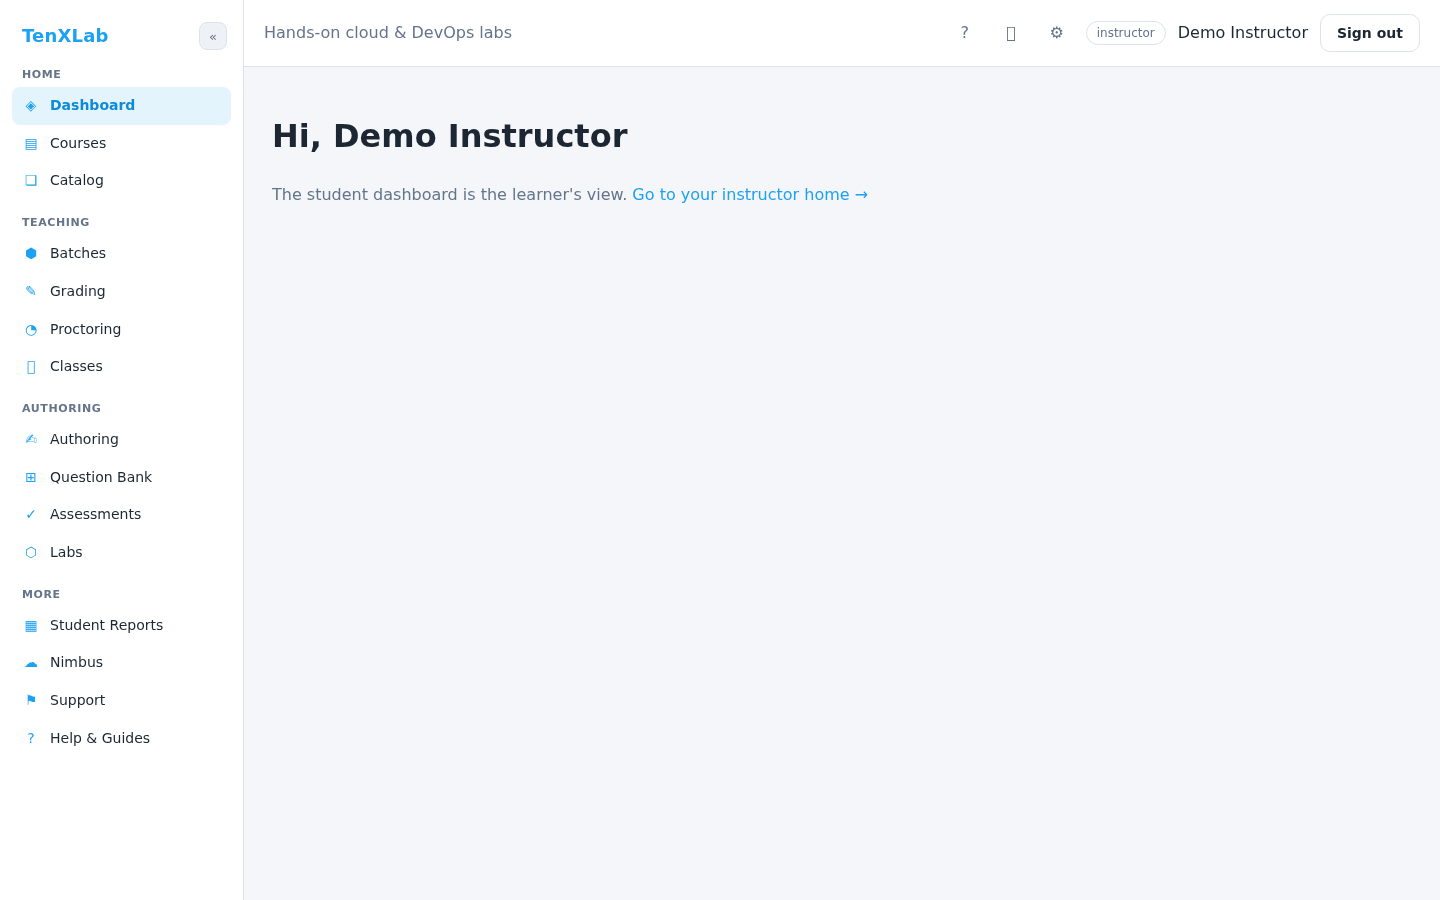 TenXLab
«
HOME
Dashboard
Courses
Catalog
TEACHING
Batches
Grading
Proctoring
Classes
AUTHORING
Authoring
Question Bank
Assessments
Labs
MORE
Student Reports
Nimbus
Support
? Help & Guides
Hands-on cloud & DevOps labs
?
instructor
Demo Instructor
Sign out
Hi, Demo Instructor
The student dashboard is the learner's view. Go to your instructor home →